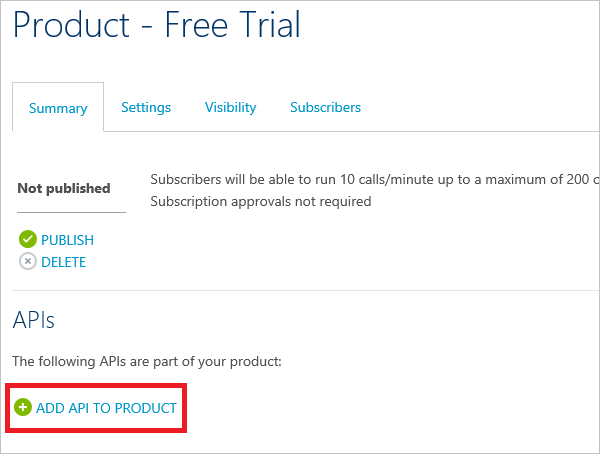 Product - Free Trial
Summary Settings Visibility Subscribers
Not published
Subscribers will be able to run 10 calls/minute up to a maximum of 200
Subscription approvals not required
PUBLISH
DELETE
APIs
The following APIs are part of your product:
ADD API TO PRODUCT